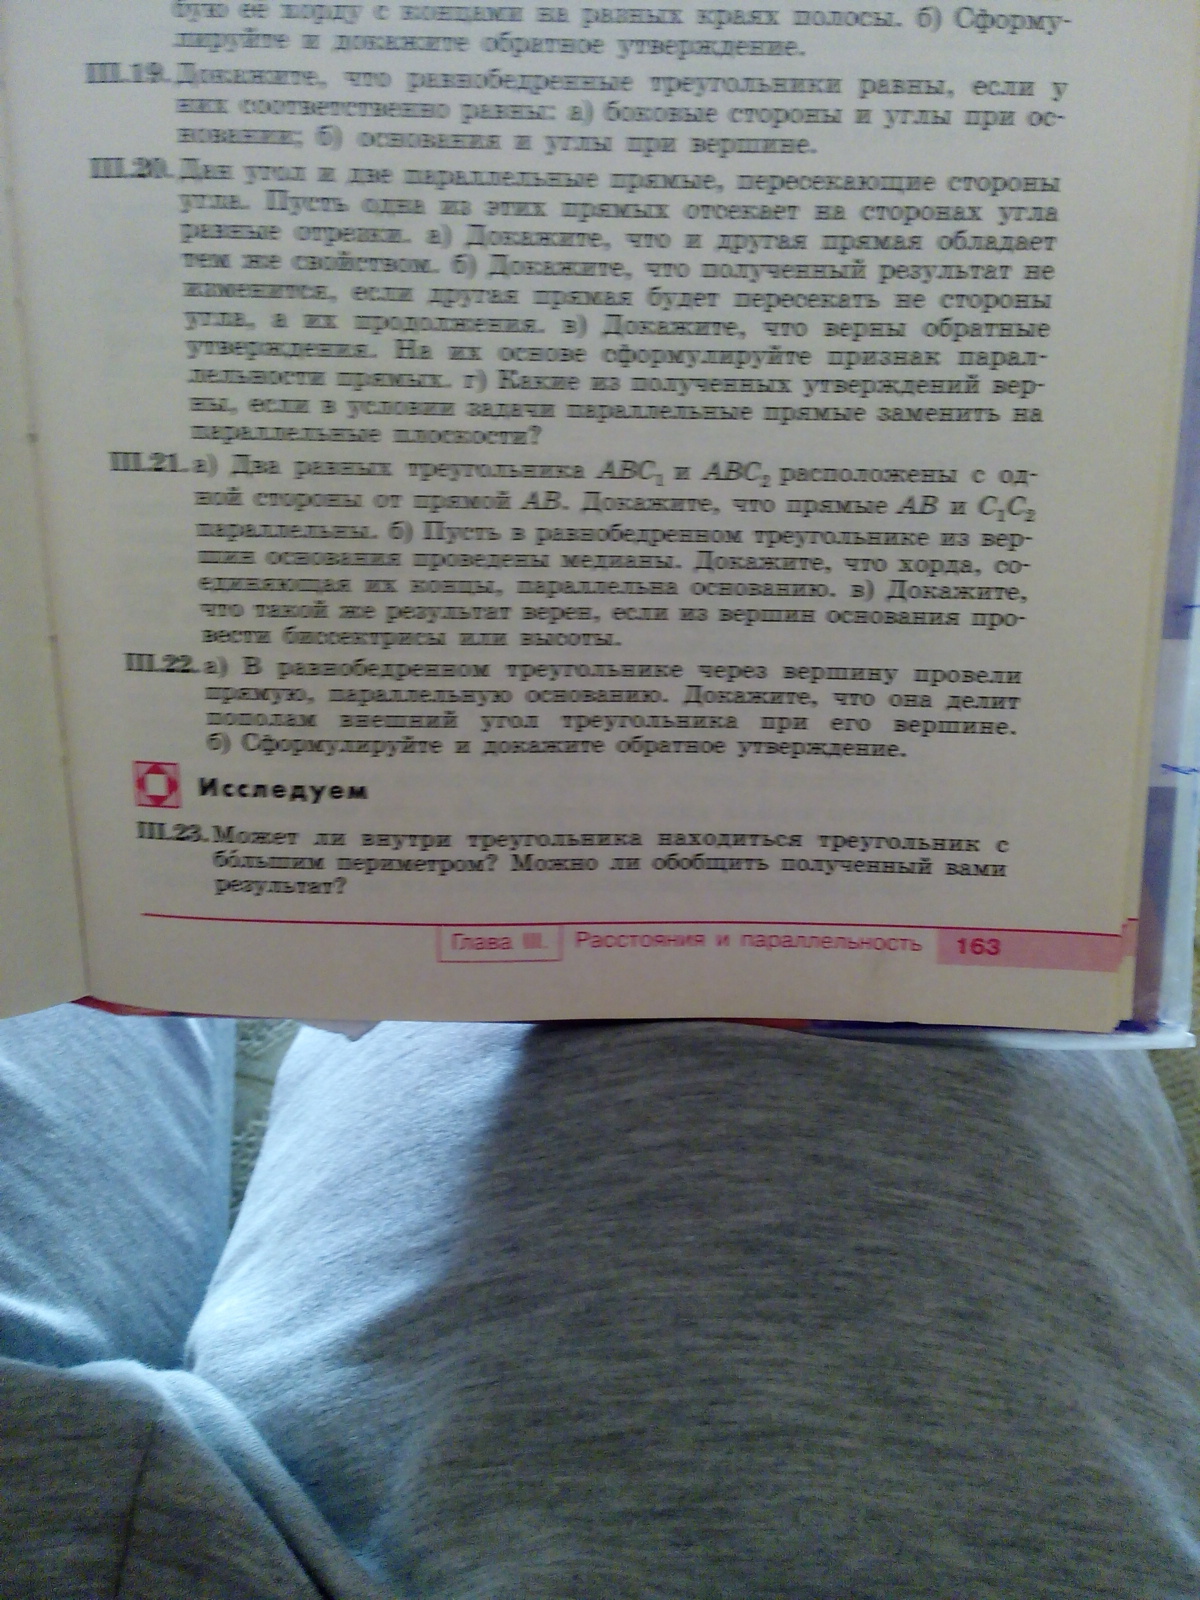 бую её хорду с концами на разных краях полосы. б) Сформу-
лируйте и докажите обратное утверждение.
III.19. Докажите, что равнобедренные треугольники равны, если у
них соответственно равны: а) боковые стороны и углы при ос-
новании; б) основания и углы при вершине.
III.20. Дан угол и две параллельные прямые, пересекающие стороны
угла. Пусть одна из этих прямых отсекает на сторонах угла
равные отрезки. а) Докажите, что и другая прямая обладает
тем же свойством. б) Докажите, что полученный результат не
изменится, если другая прямая будет пересекать не стороны
угла, а их продолжения. в) Докажите, что верны обратные
утверждения. На их основе сформулируйте признак парал-
лельности прямых. г) Какие из полученных утверждений вер-
ны, если в условии задачи параллельные прямые заменить на
параллельные плоскости?
III.21. а) Два равных треугольника ABC₁ и ABC₂ расположены с од-
ной стороны от прямой AB. Докажите, что прямые AB и C₁C₂
параллельны. б) Пусть в равнобедренном треугольнике из вер-
шин основания проведены медианы. Докажите, что хорда, со-
единяющая их концы, параллельна основанию. в) Докажите,
что такой же результат верен, если из вершин основания про-
вести биссектрисы или высоты.
III.22. а) В равнобедренном треугольнике через вершину провели
прямую, параллельную основанию. Докажите, что она делит
пополам внешний угол треугольника при его вершине.
б) Сформулируйте и докажите обратное утверждение.
Исследуем
III.23. Может ли внутри треугольника находиться треугольник с
бо́льшим периметром? Можно ли обобщить полученный вами
результат?
Глава III. Расстояния и параллельность 163